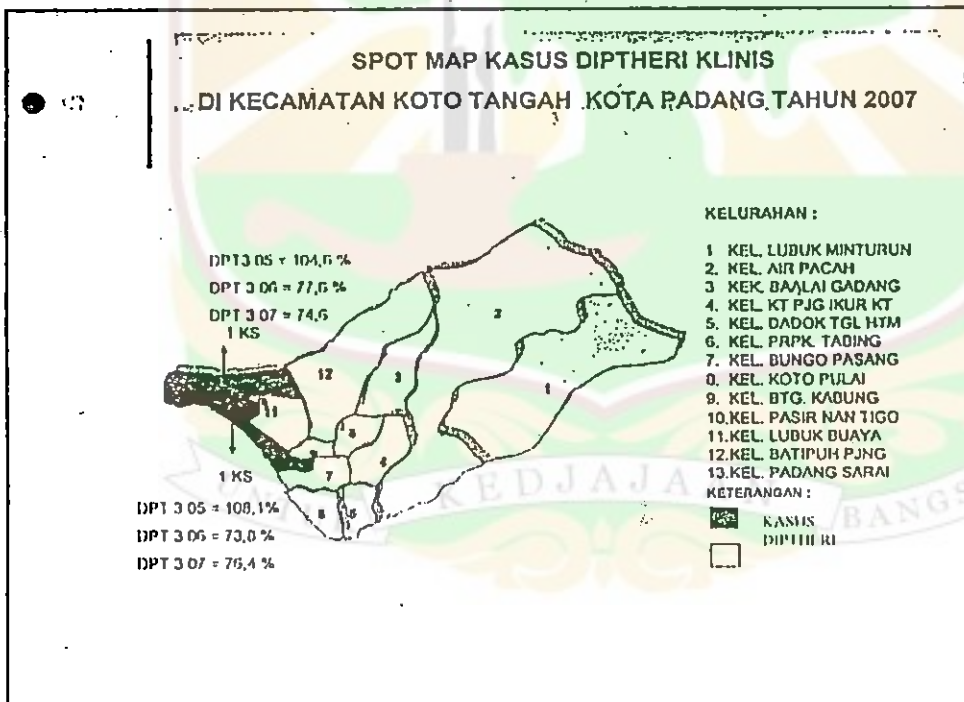 SPOT MAP KASUS DIPTHERI KLINIS
DI KECAMATAN KOTO TANGAH KOTA PADANG TAHUN 2007
KELURAHAN :
1 KEL. LUBUK MINTURUN
2. KEL. AIR PACAH
3 KEK. BAALAI GADANG
4. KEL. KT PJG IKUR KT
5. KEL. DADOK TGL HTM
6. KEL. PRPK. TABING
7. KEL. BUNGO PASANG
8. KEL. KOTO PULAI
9. KEL. BTG. KABUNG
10.KEL. PASIR NAN TIGO
11.KEL. LUBUK BUAYA
12.KEL. BATIPUH PJNG
13.KEL. PADANG SARAI
KETERANGAN :
KASUS
DIPTHERI
DPT3 05 = 104,6 %
DPT 3 06 = 77,6 %
DPT 3 07 = 74,6
1 KS
12
3
2
1
11
4
7
1 KS
DPT 3 05 = 108,1%
DPT 3 06 = 73,0 %
DPT 3 07 = 76,4 %
KEDJAJAAN
BANGS